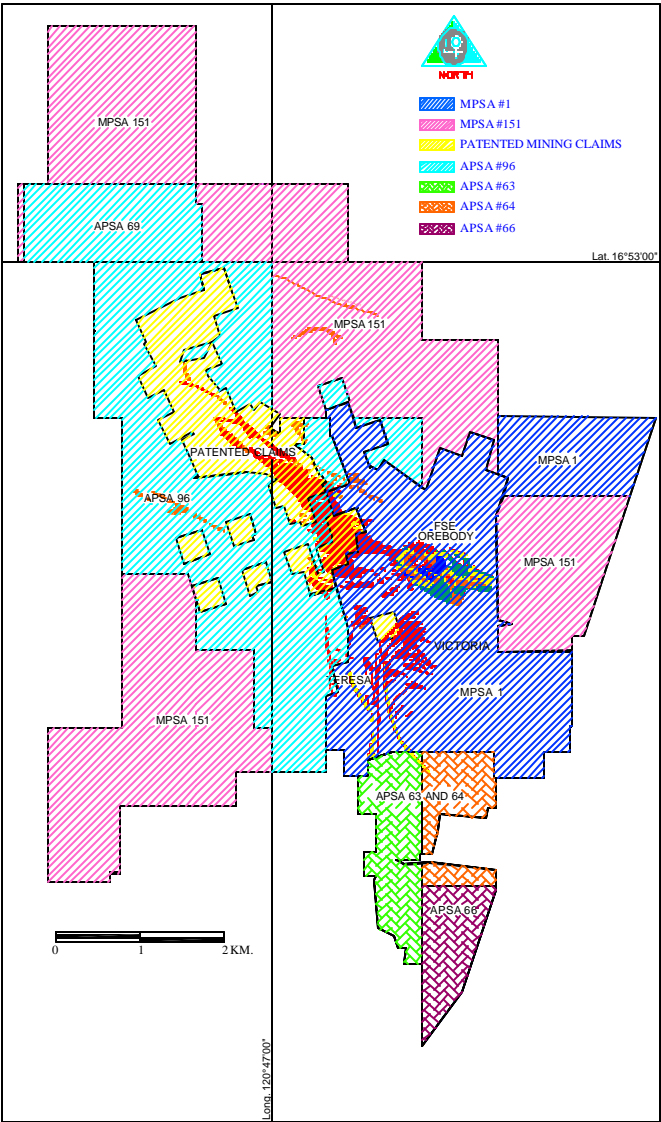 NORTH
MPSA #1
MPSA #151
PATENTED MINING CLAIMS
APSA #96
APSA #63
APSA #64
APSA #66
MPSA 151
APSA 69
Lat. 16°53'00"
MPSA 151
PATENTED CLAIMS
MPSA 1
APSA 96
FSE
OREBODY
MPSA 151
VICTORIA
TERESA
MPSA 1
MPSA 151
APSA 63 AND 64
APSA 66
0 1 2 KM.
Long. 120°47'00"